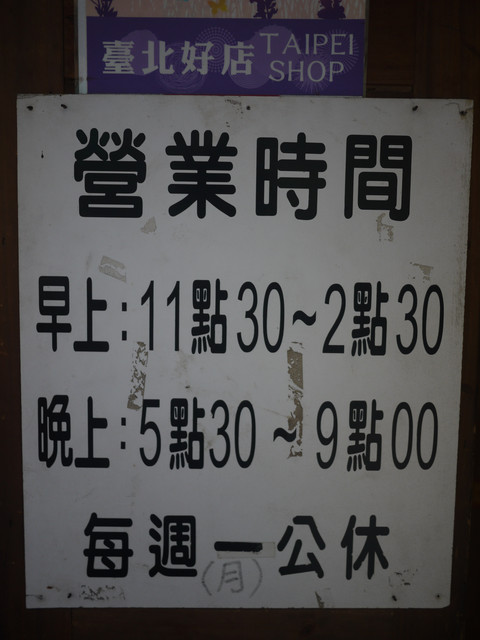 臺北好店 TAIPEI SHOP
營業時間
早上:11點30~2點30
晚上:5點30~9點00
每週一公休
(月)